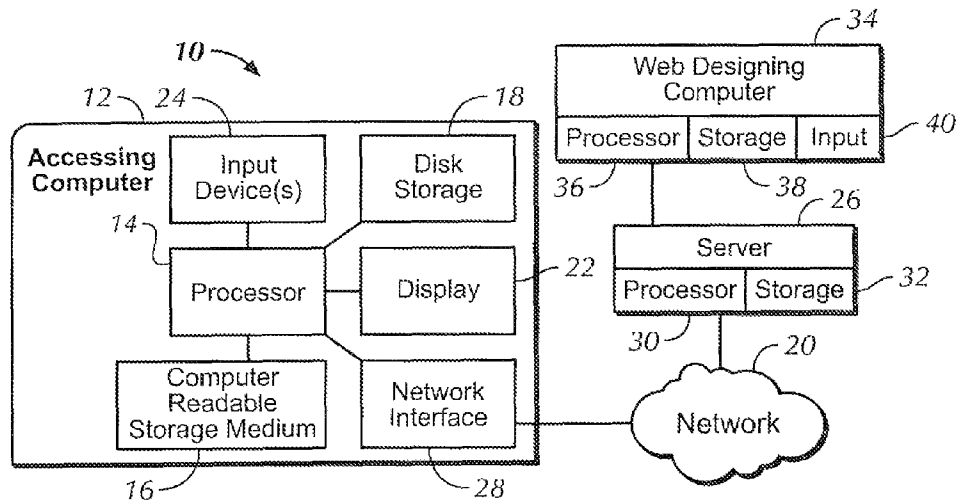 10
34
Web Designing
Computer
Processor
Storage
Input
40
36
38
12
24
18
Accessing
Computer
Input
Device(s)
Disk
Storage
14
Processor
Display
22
26
Server
Processor
Storage
32
30
20
Computer
Readable
Storage Medium
Network
Interface
Network
16
28